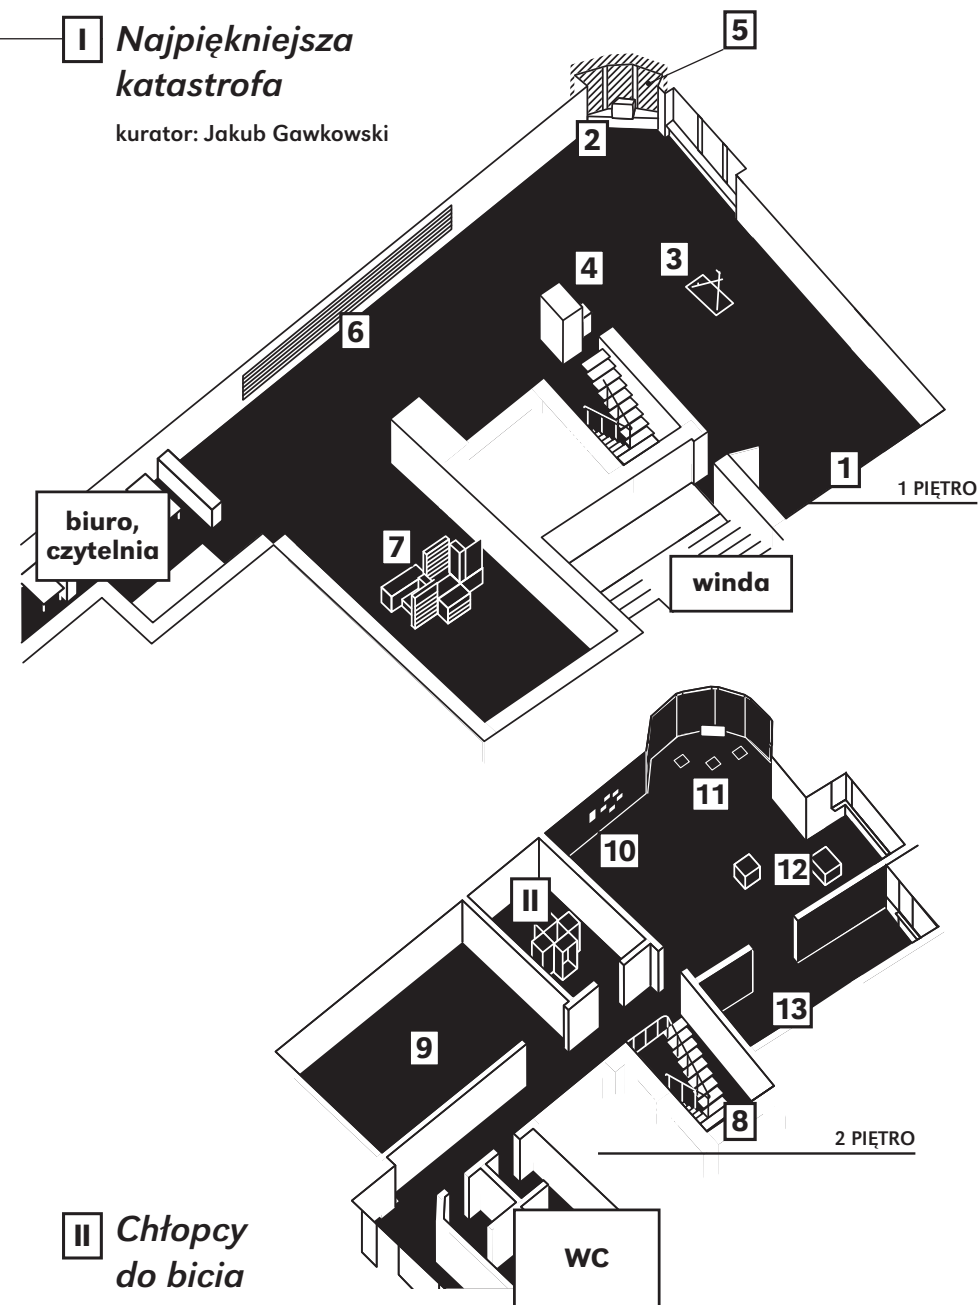 I
Najpiękniejsza
katastrofa
kurator: Jakub Gawkowski
5
2
4
3
6
1
1 PIĘTRO
biuro,
czytelnia
7
winda
11
10
12
II
9
13
8
2 PIĘTRO
II
Chłopcy
do bicia
WC